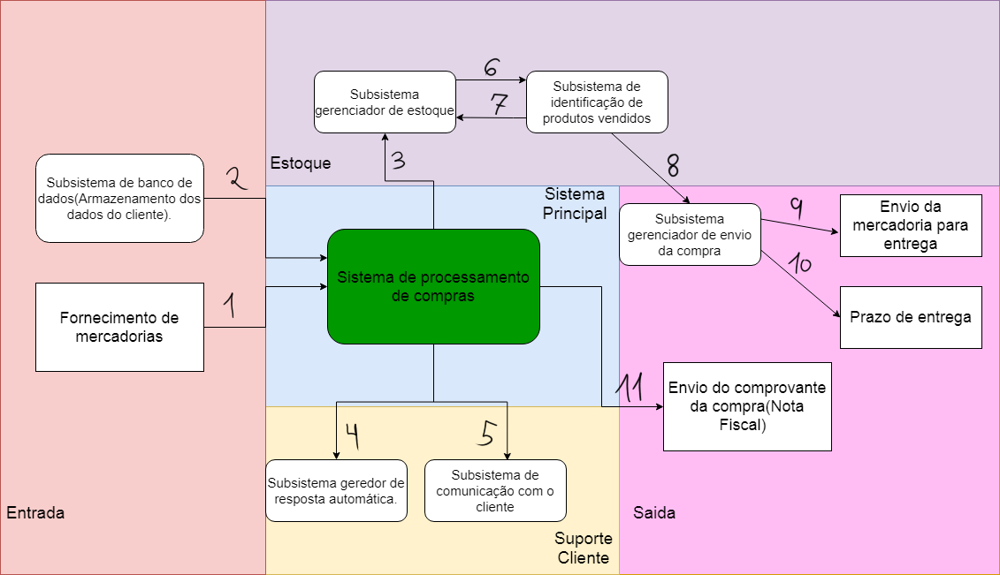 6
Subsistema
gerenciador de estoque
Subsistema de
identificação de
produtos vendidos
7
3
8
Estoque
2
Subsistema de banco de
dados(Armazenamento dos
dados do cliente).
Sistema
Principal
Subsistema
gerenciador de envio
da compra
9
Envio da
mercadoria para
entrega
10
Sistema de processamento
de compras
1
Fornecimento de
mercadorias
Prazo de entrega
11
Envio do comprovante
da compra(Nota
Fiscal)
4
5
Subsistema geredor de
resposta automática.
Subsistema de
comunicação com o
cliente
Entrada
Saida
Suporte
Cliente